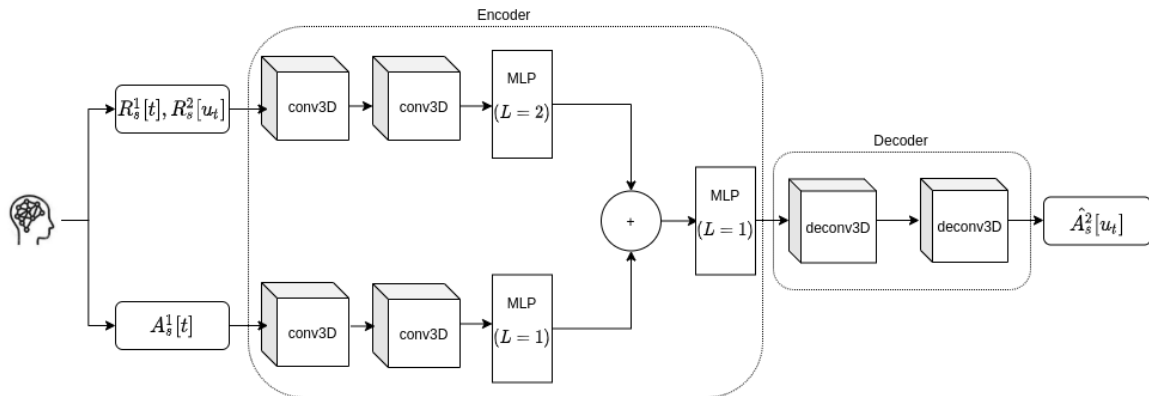 Encoder
R_s^1[t], R_s^2[u_t]
conv3D
conv3D
MLP
(L = 2)
+
MLP
(L = 1)
Decoder
deconv3D
deconv3D
Â_s^2[u_t]
A_s^1[t]
conv3D
conv3D
MLP
(L = 1)